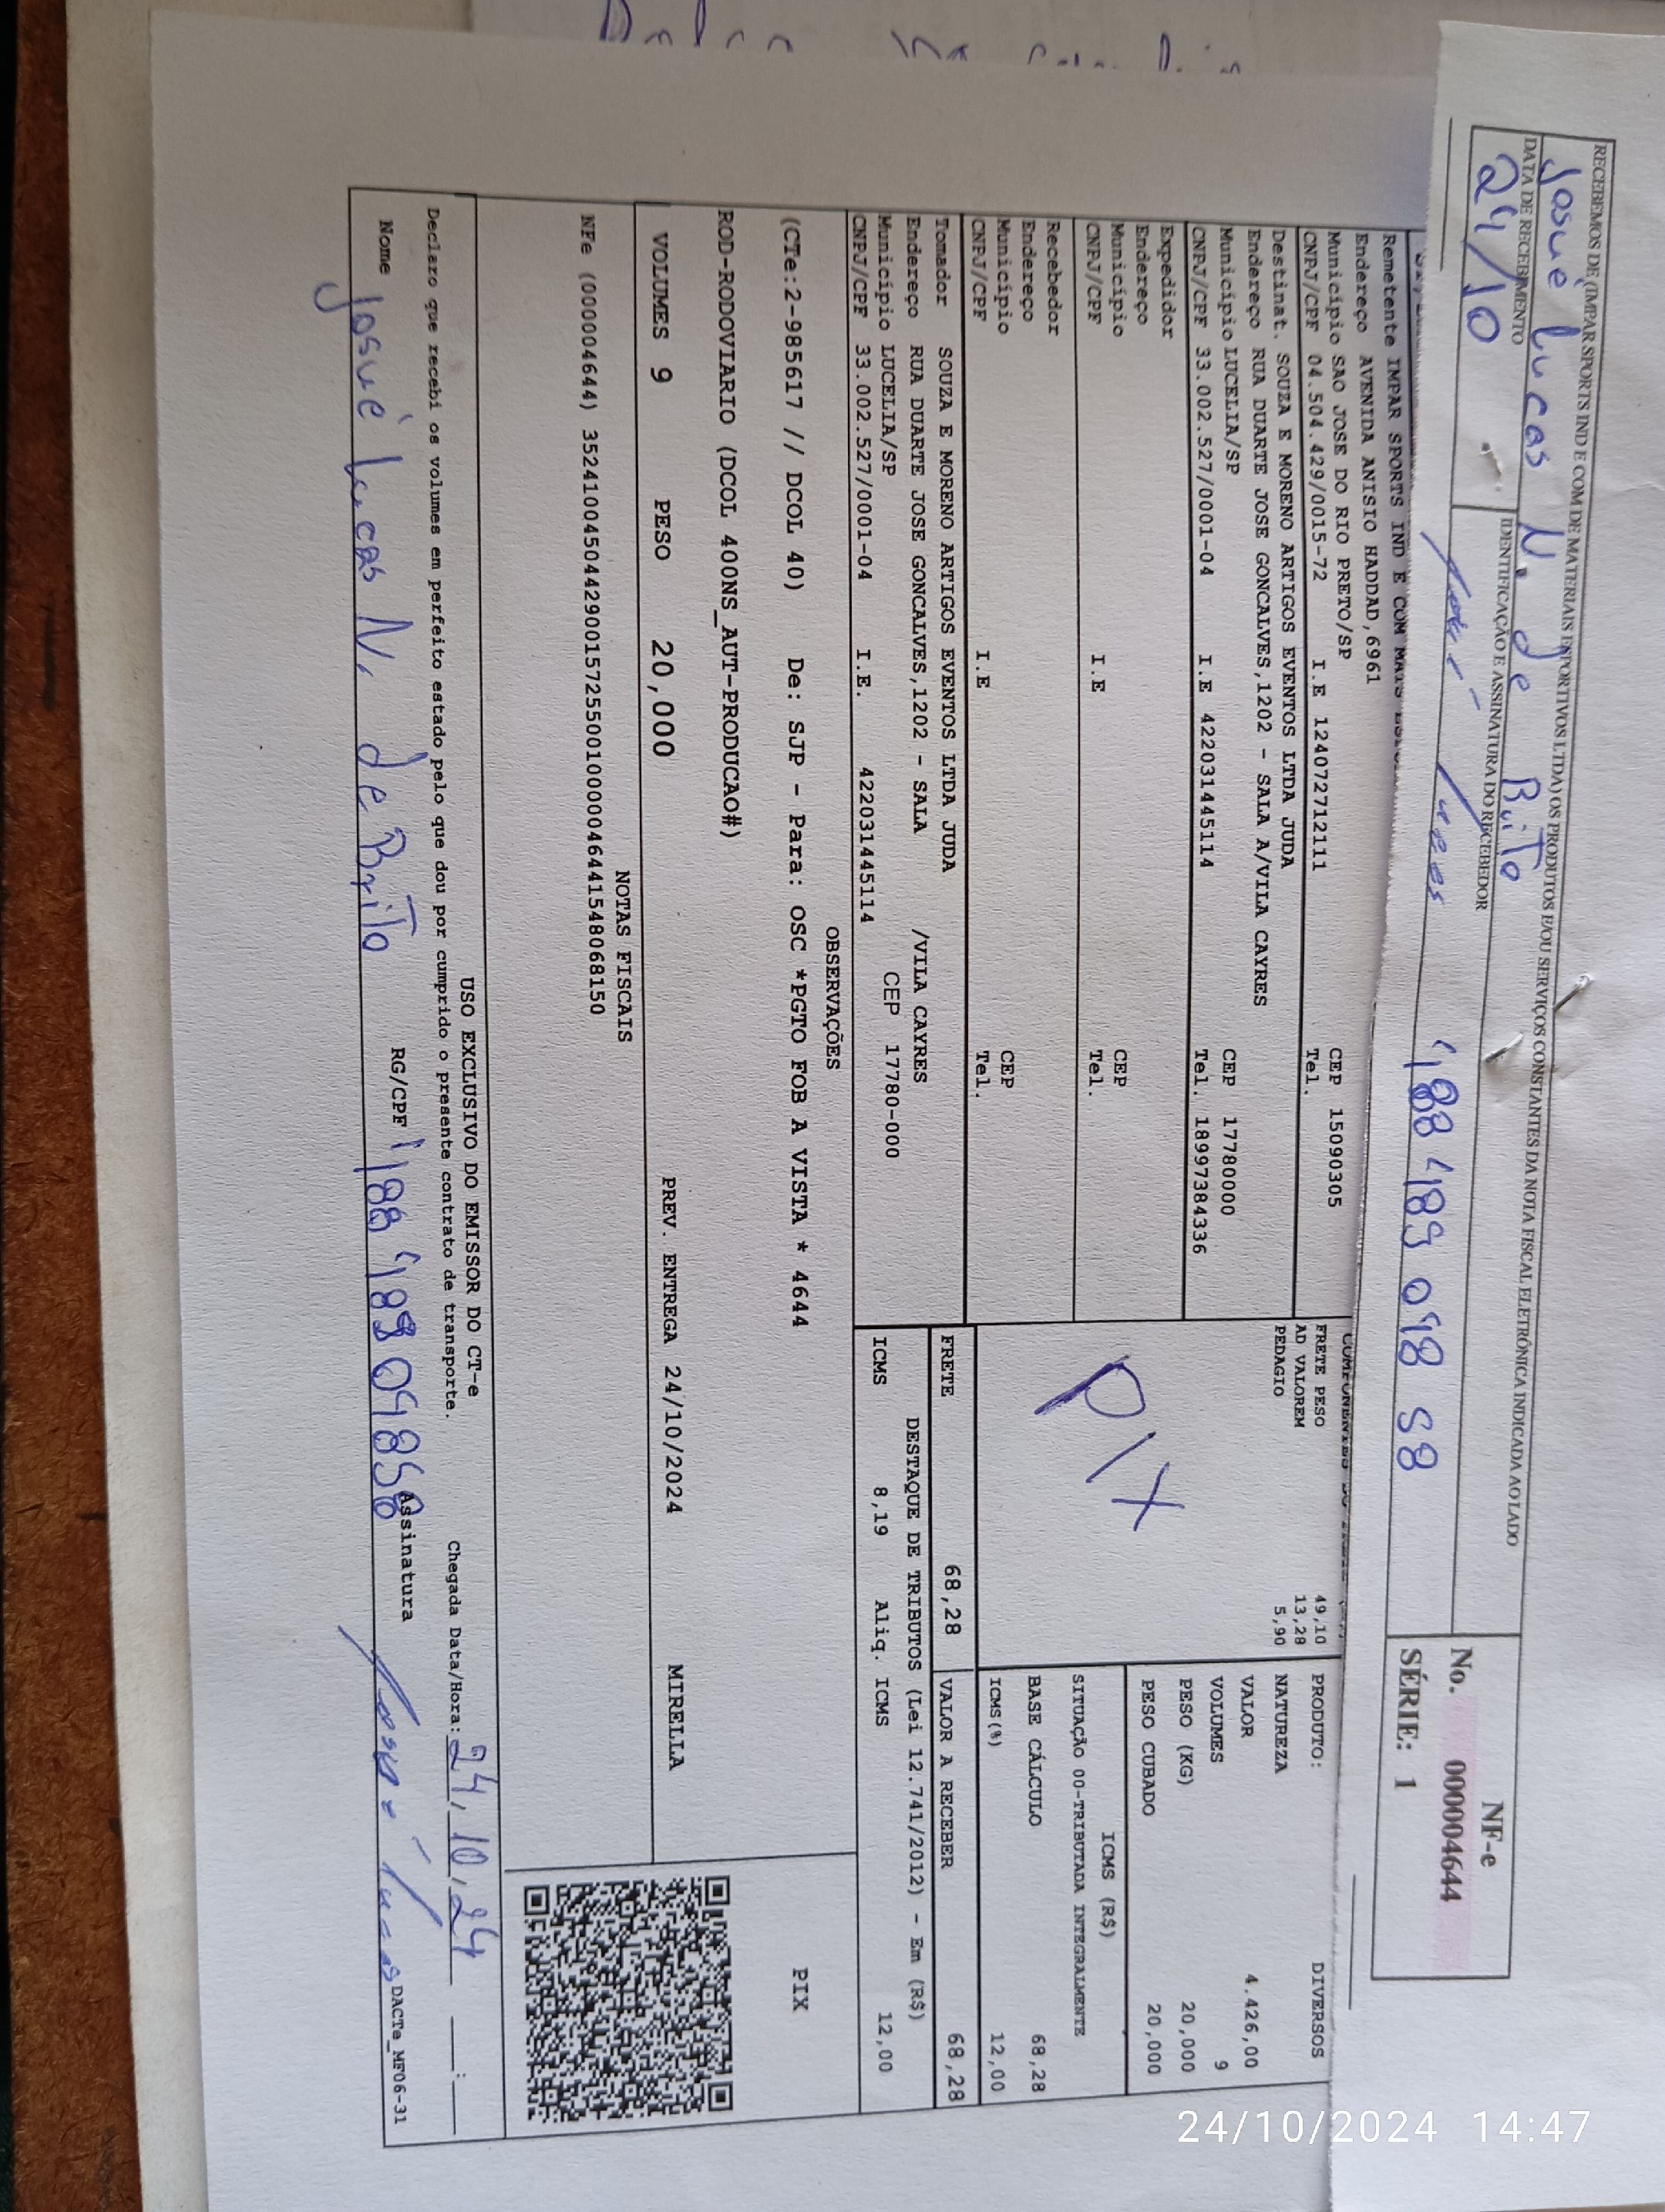 RECEBEMOS DE (IMPAR SPORTS IND E COM DE MATERIAIS ESPORTIVOS LTDA) OS PRODUTOS E/OU SERVIÇOS CONSTANTES DA NOTA FISCAL ELETRÔNICA INDICADA AO LADO
Josué Lucas N. de Brito
DATA DE RECEBIMENTO
24/10
IDENTIFICAÇÃO E ASSINATURA DO RECEBEDOR
Lucas 488 489 098 58
NF-e
No. 000004644
SÉRIE: 1
Remetente IMPAR SPORTS IND E COM
Endereço AVENIDA ANISIO HADDAD,6961
Município SAO JOSE DO RIO PRETO/SP CEP 15090305
CNPJ/CPF 04.504.429/0015-72 I.E 124072712111 Tel.
Destinat. SOUZA E MORENO ARTIGOS EVENTOS LTDA JUDA
Endereço RUA DUARTE JOSE GONCALVES,1202 - SALA A/VILA CAYRES
Município LUCELIA/SP CEP 17780000
CNPJ/CPF 33.002.527/0001-04 I.E 422031445114 Tel. 18997384336
Expedidor
Endereço
Município CEP
CNPJ/CPF I.E Tel.
Recebedor
Endereço
Município CEP
CNPJ/CPF I.E Tel.
Tomador SOUZA E MORENO ARTIGOS EVENTOS LTDA JUDA
Endereço RUA DUARTE JOSE GONCALVES,1202 - SALA /VILA CAYRES
Município LUCELIA/SP CEP 17780-000
CNPJ/CPF 33.002.527/0001-04 I.E. 422031445114
FRETE PESO 49,10
AD VALOREM 13,28
PEDAGIO 5,90
PIX
PRODUTO: DIVERSOS
NATUREZA
VALOR 4.426,00
VOLUMES 9
PESO (KG) 20,000
PESO CUBADO 20,000
ICMS (R$)
SITUAÇÃO 00-TRIBUTADA INTEGRALMENTE
BASE CÁLCULO 68,28
ICMS(%) 12,00
FRETE 68,28 VALOR A RECEBER 68,28
DESTAQUE DE TRIBUTOS (Lei 12.741/2012) - Em (R$)
ICMS 8,19 Aliq. ICMS 12,00
OBSERVAÇÕES
(CTe:2-985617 // DCOL 40) De: SJP - Para: OSC *PGTO FOB A VISTA * 4644
PIX
ROD-RODOVIARIO (DCOL 400NS_AUT-PRODUCAO#)
VOLUMES 9 PESO 20,000 PREV. ENTREGA 24/10/2024 MIRELLA
NOTAS FISCAIS
NFe (000004644) 35241004504429001572550010000046441548068150
USO EXCLUSIVO DO EMISSOR DO CT-e
Declaro que recebi os volumes em perfeito estado pelo que dou por cumprido o presente contrato de transporte. Chegada Data/Hora: 24/10/24 ___:___
Nome Josué Lucas N. de Brito RG/CPF 488 489 098 58 Assinatura Josué Lucas
DACTe_MF06-31
24/10/2024 14:47